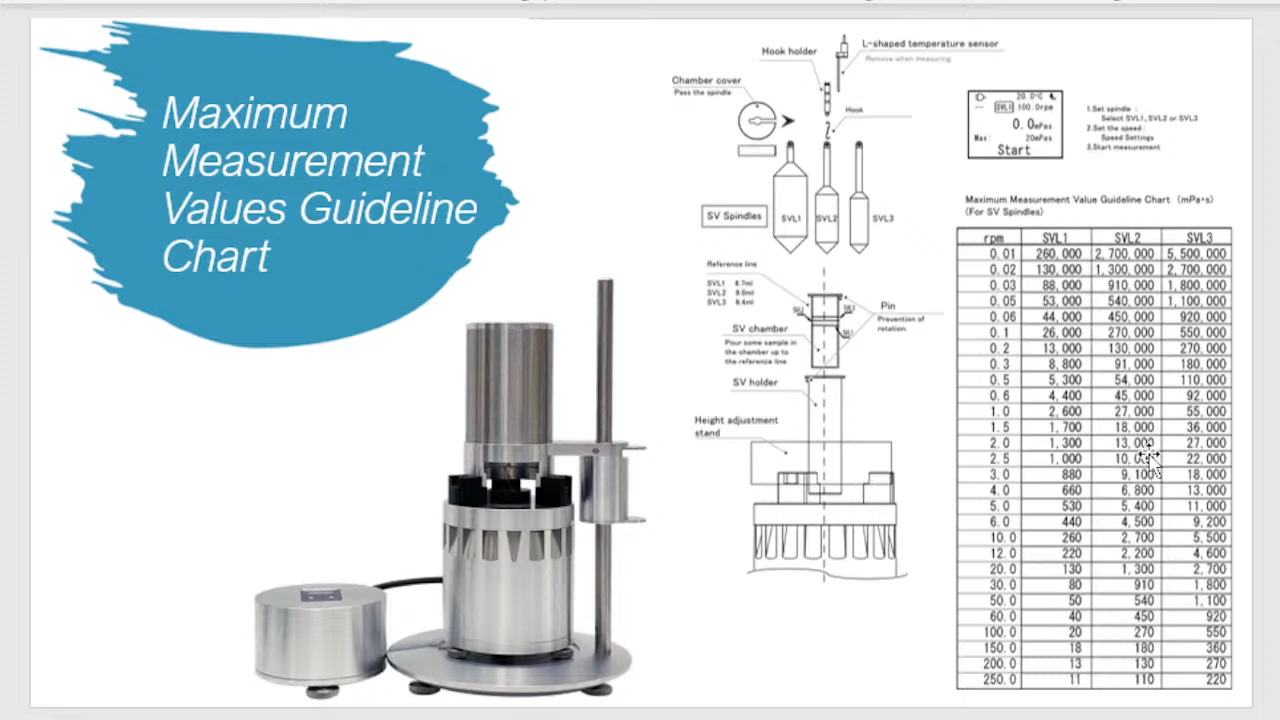 Maximum
Measurement
Values Guideline
Chart
L-shaped temperature sensor
Remove when measuring.
Hook holder
Chamber cover
Pass the spindle
Hook
SV Spindles
SVL1
SVL2
SVL3
Reference line
SVL1 6.7ml
SVL2 9.0ml
SVL3 9.4ml
Pin
Prevention of
rotation.
SV chamber
Pour some sample in
the chamber up to
the reference line.
SV holder
Height adjustment
stand
20.0°C
-- SVL1 100.0rpm
0.0mPas
Max: 20mPas
Start
1.Set spindle :
Select SVL1, SVL2 or SVL3
2.Set the speed :
Speed Settings
3.Start measurement
Maximum Measurement Value Guideline Chart (mPa・s)
(For SV Spindles)
rpm SVL1 SVL2 SVL3
0.01 260,000 2,700,000 5,500,000
0.02 130,000 1,300,000 2,700,000
0.03 88,000 910,000 1,800,000
0.05 53,000 540,000 1,100,000
0.06 44,000 450,000 920,000
0.1 26,000 270,000 550,000
0.2 13,000 130,000 270,000
0.3 8,800 91,000 180,000
0.5 5,300 54,000 110,000
0.6 4,400 45,000 92,000
1.0 2,600 27,000 55,000
1.5 1,700 18,000 36,000
2.0 1,300 13,000 27,000
2.5 1,000 22,000
3.0 880 9,100 18,000
4.0 660 6,800 13,000
5.0 530 5,400 11,000
6.0 440 4,500 9,200
10.0 260 2,700 5,500
12.0 220 2,200 4,600
20.0 130 1,300 2,700
30.0 80 910 1,800
50.0 50 540 1,100
60.0 40 450 920
100.0 20 270 550
150.0 18 180 360
200.0 13 130 270
250.0 11 110 220